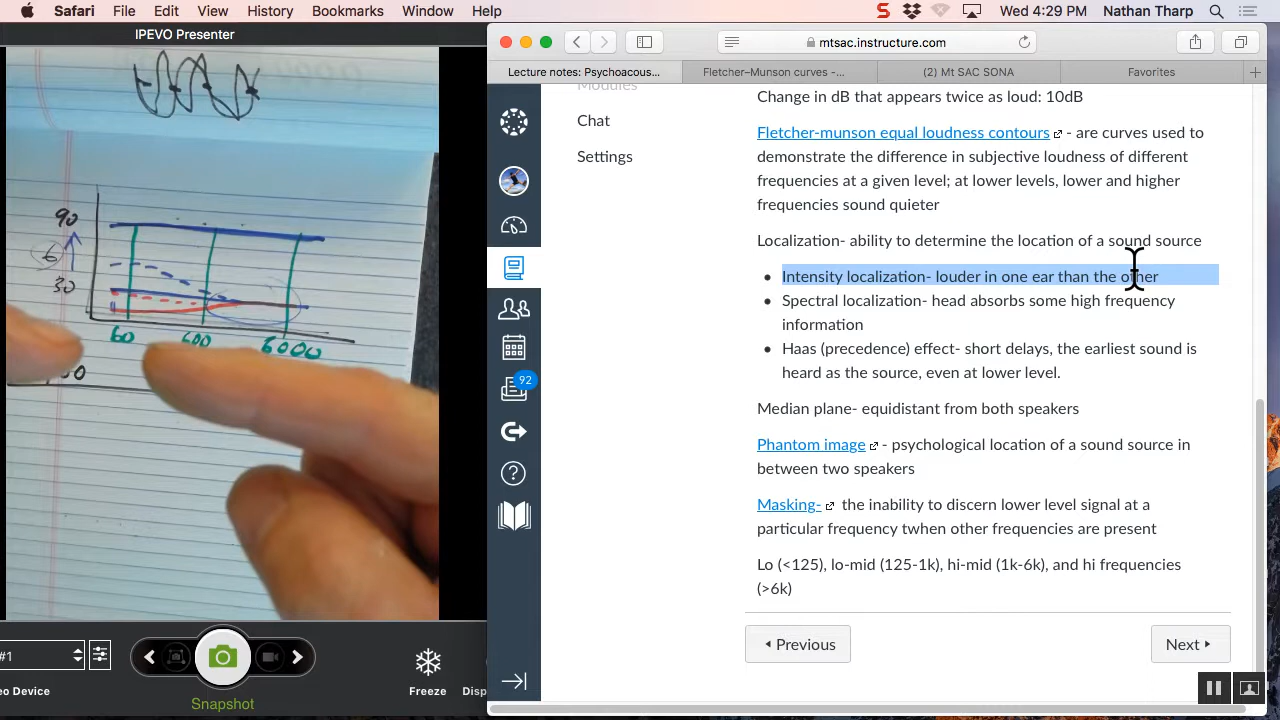 Safari File Edit View History Bookmarks Window Help
Wed 4:29 PM Nathan Tharp
IPEVO Presenter
mtsac.instructure.com
Lecture notes: Psychoacous...
Fletcher–Munson curves -...
(2) Mt SAC SONA
Favorites
90
6
30
60
600
6000
#1
eo Device
Snapshot
Freeze
Disp
92
Modules
Chat
Settings
Change in dB that appears twice as loud: 10dB
Fletcher-munson equal loudness contours - are curves used to
demonstrate the difference in subjective loudness of different
frequencies at a given level; at lower levels, lower and higher
frequencies sound quieter
Localization- ability to determine the location of a sound source
Intensity localization- louder in one ear than the other
Spectral localization- head absorbs some high frequency
information
Haas (precedence) effect- short delays, the earliest sound is
heard as the source, even at lower level.
Median plane- equidistant from both speakers
Phantom image - psychological location of a sound source in
between two speakers
Masking- the inability to discern lower level signal at a
particular frequency twhen other frequencies are present
Lo (<125), lo-mid (125-1k), hi-mid (1k-6k), and hi frequencies
(>6k)
Previous
Next